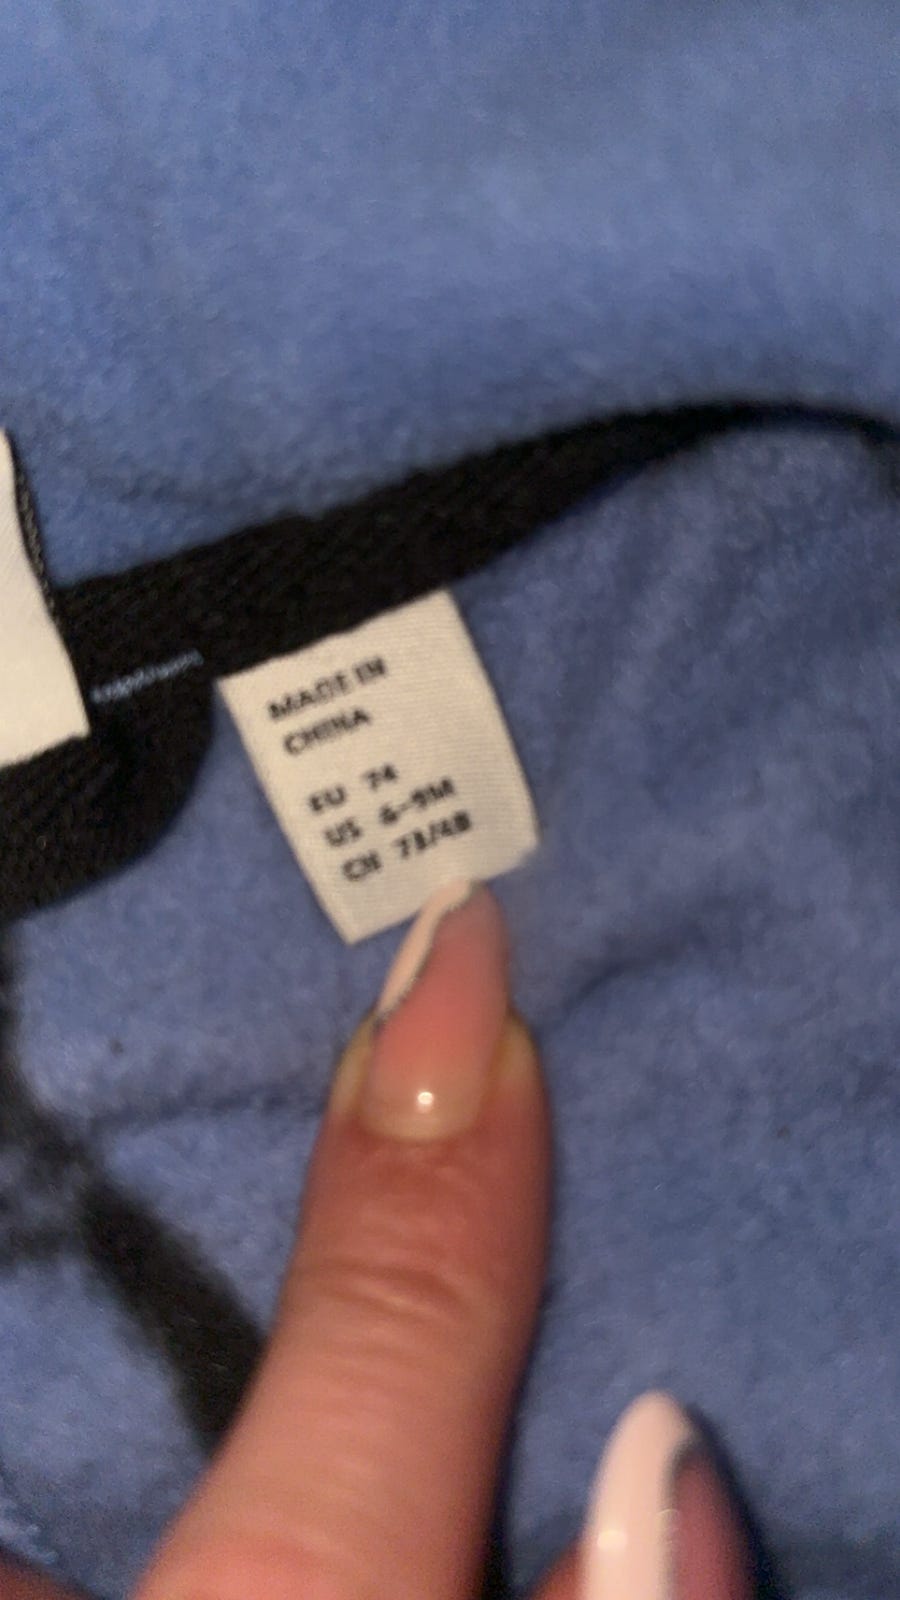 MADE IN
CHINA
EU 74
US 6-9M
CN 73/48